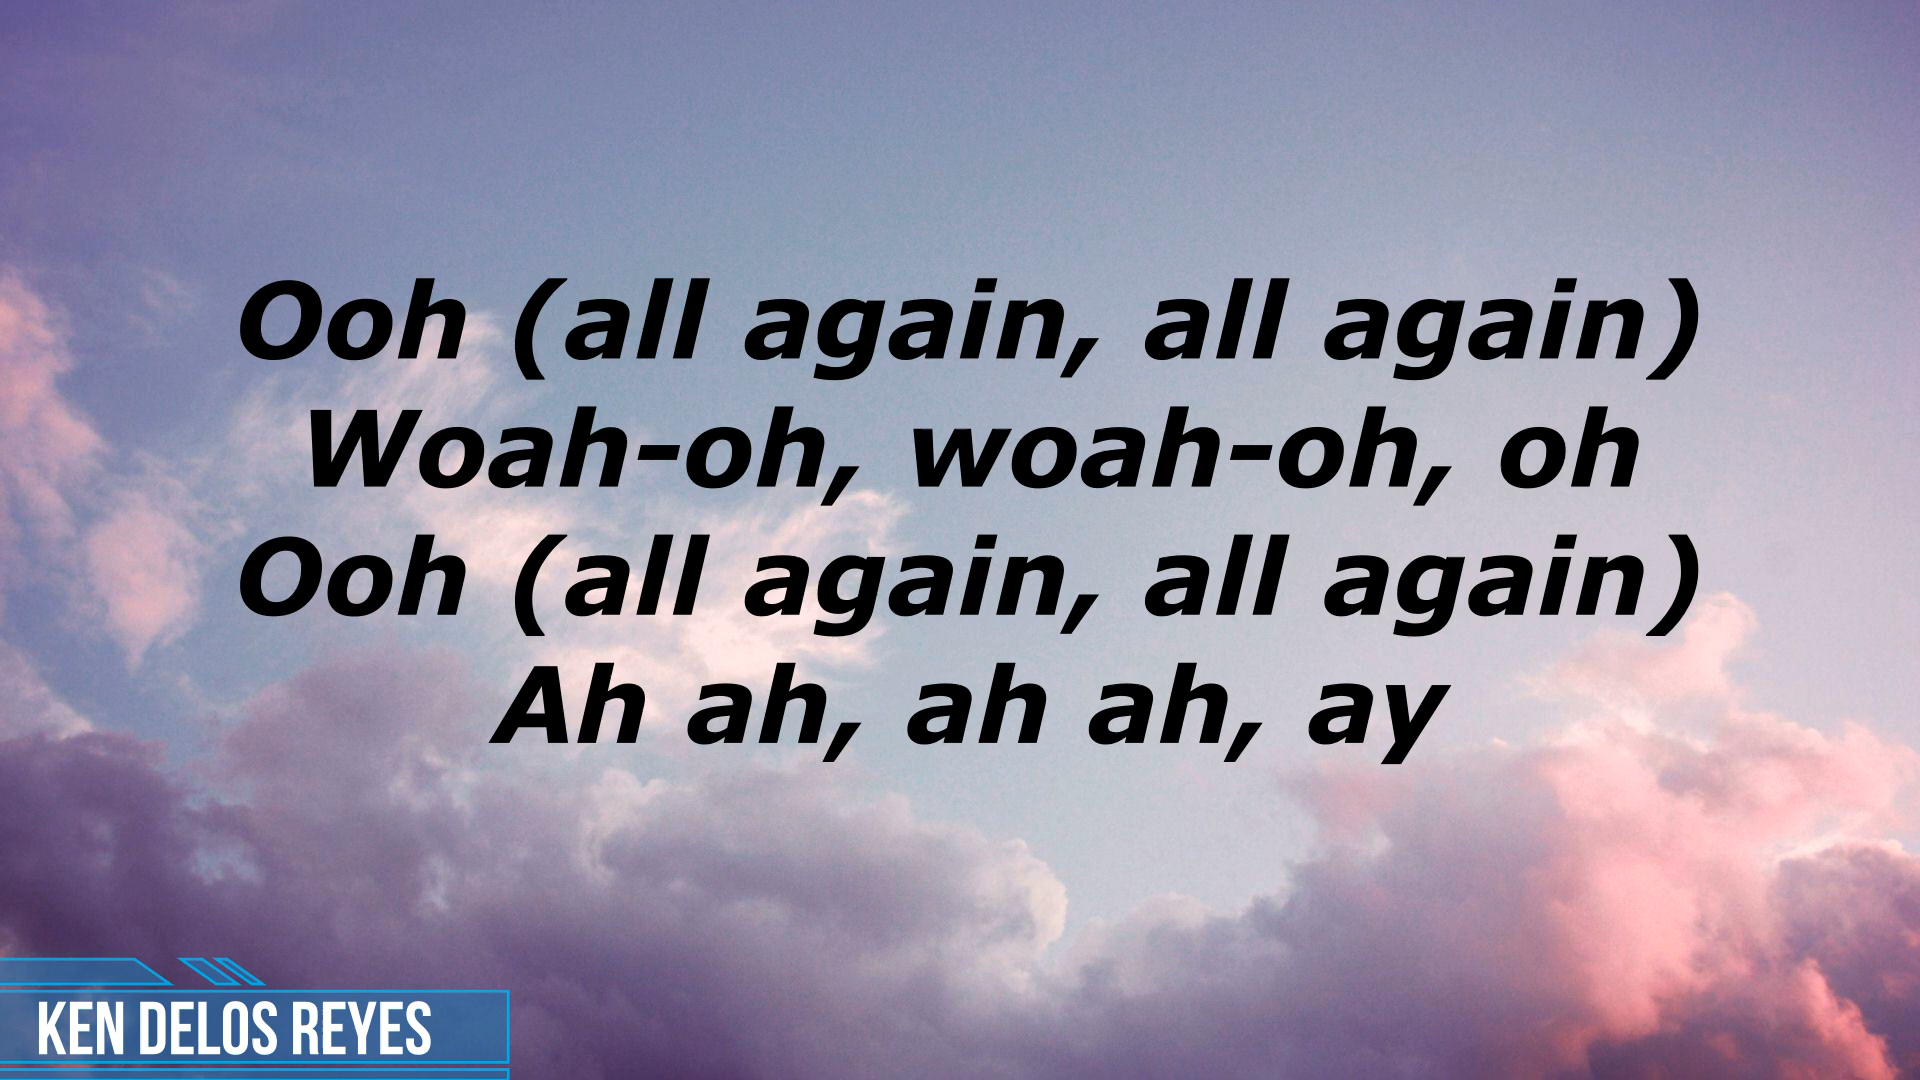 Ooh (all again, all again)
Woah-oh, woah-oh, oh
Ooh (all again, all again)
Ah ah, ah ah, ay
KEN DELOS REYES